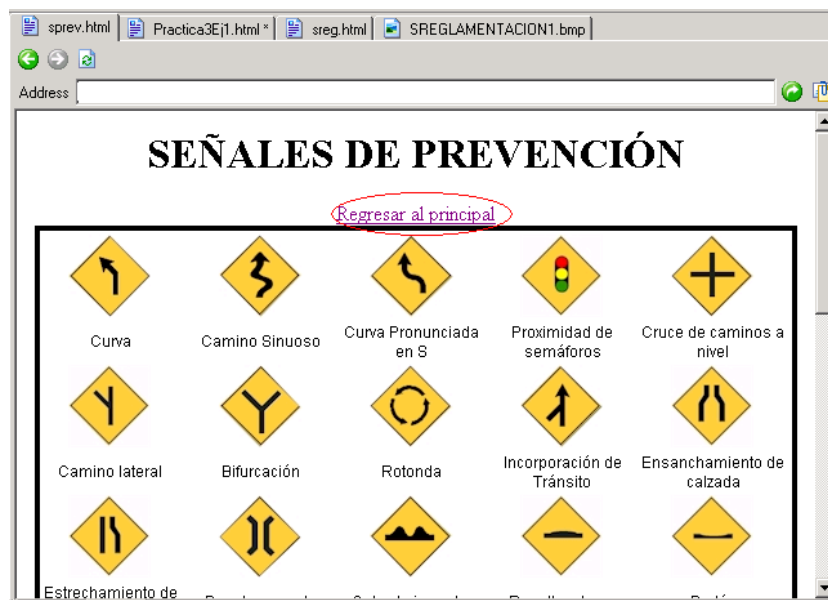 sprev.html Practica3Ej1.html * sreg.html SREGLAMENTACION1.bmp
Address
SEÑALES DE PREVENCIÓN
Regresar al principal
Curva
Camino Sinuoso
Curva Pronunciada
en S
Proximidad de
semáforos
Cruce de caminos a
nivel
Camino lateral
Bifurcación
Rotonda
Incorporación de
Tránsito
Ensanchamiento de
calzada
Estrechamiento de